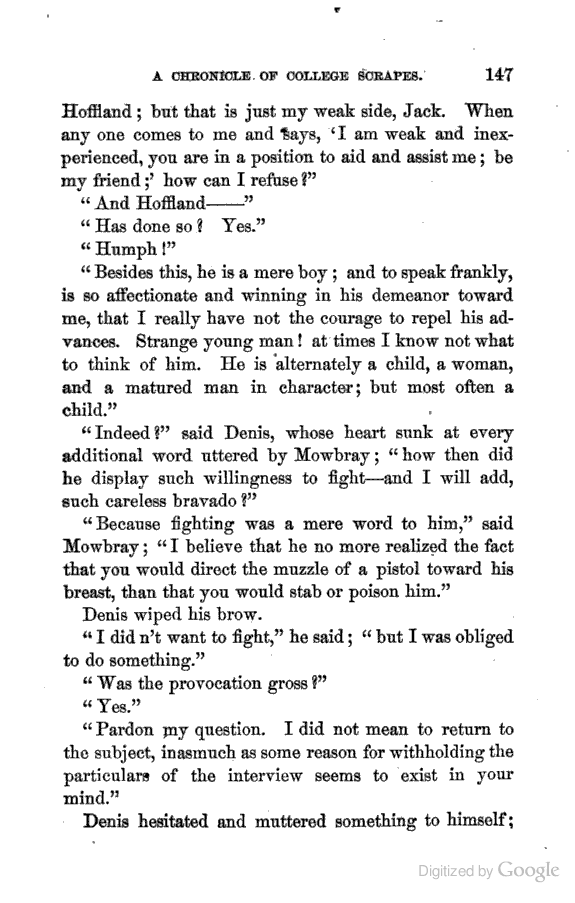 A CHRONICLE OF COLLEGE SCRAPES. 147
Hoffland; but that is just my weak side, Jack. When
any one comes to me and says, 'I am weak and inex-
perienced, you are in a position to aid and assist me; be
my friend;' how can I refuse?"
"And Hoffland——"
"Has done so? Yes."
"Humph!"
"Besides this, he is a mere boy; and to speak frankly,
is so affectionate and winning in his demeanor toward
me, that I really have not the courage to repel his ad-
vances. Strange young man! at times I know not what
to think of him. He is alternately a child, a woman,
and a matured man in character; but most often a
child."
"Indeed?" said Denis, whose heart sunk at every
additional word uttered by Mowbray; "how then did
he display such willingness to fight—and I will add,
such careless bravado?"
"Because fighting was a mere word to him," said
Mowbray; "I believe that he no more realized the fact
that you would direct the muzzle of a pistol toward his
breast, than that you would stab or poison him."
Denis wiped his brow.
"I did n't want to fight," he said; "but I was obliged
to do something."
"Was the provocation gross?"
"Yes."
"Pardon my question. I did not mean to return to
the subject, inasmuch as some reason for withholding the
particulars of the interview seems to exist in your
mind."
Denis hesitated and muttered something to himself;
Digitized by Google